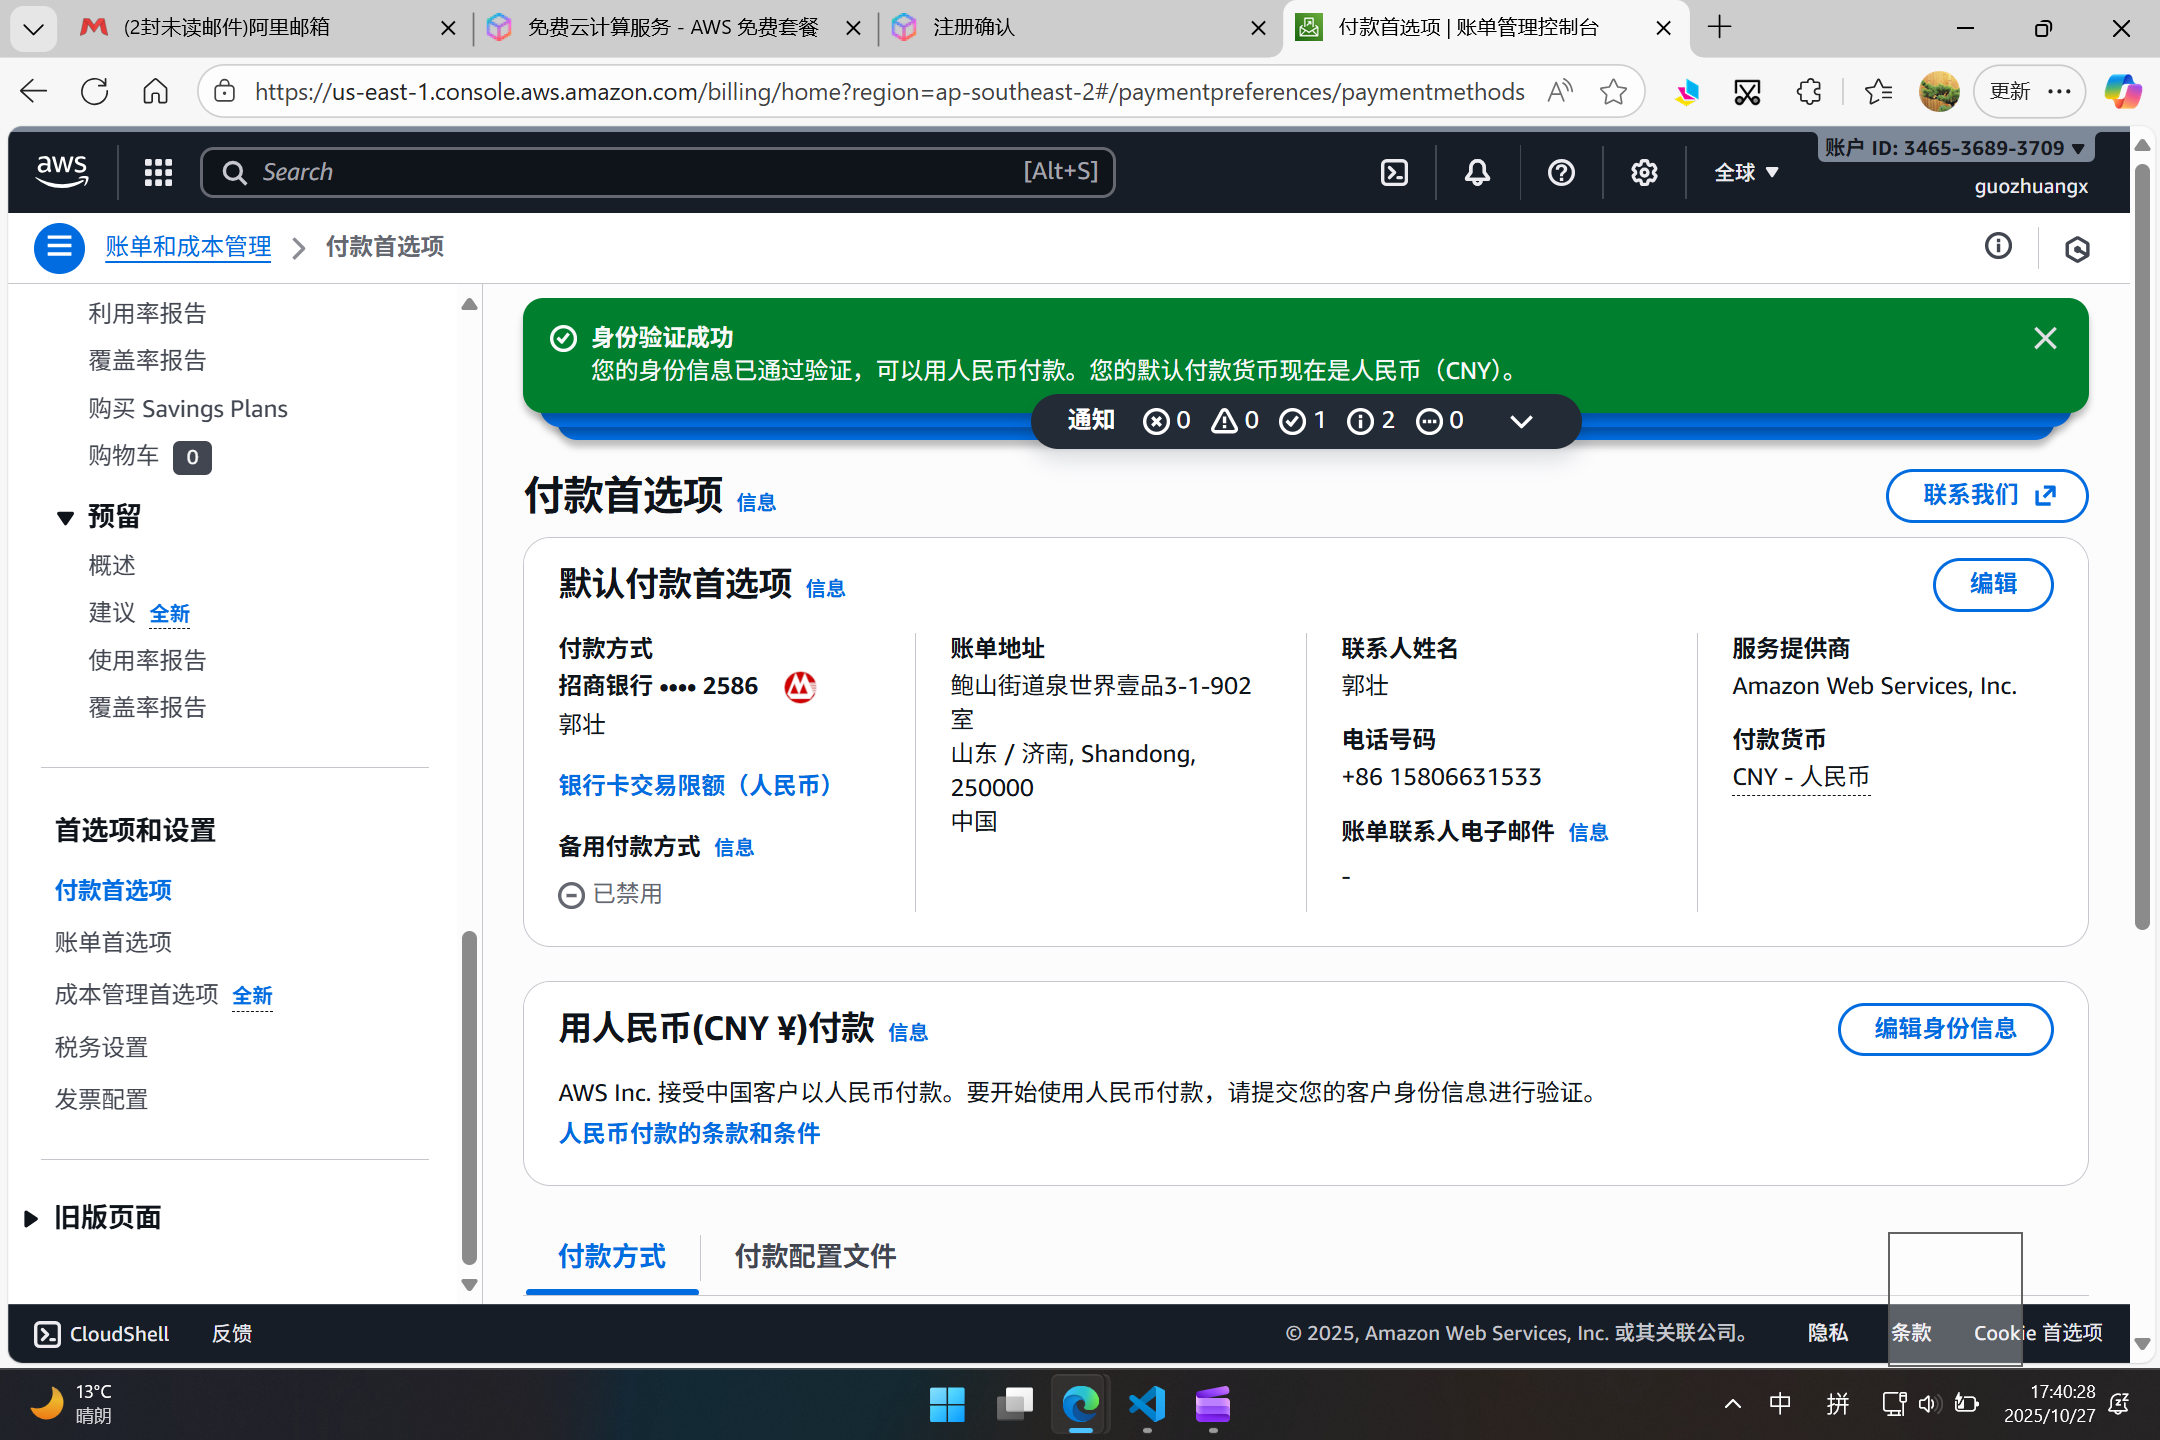 (2封未读邮件)阿里邮箱
免费云计算服务 - AWS 免费套餐
注册确认
付款首选项 | 账单管理控制台
https://us-east-1.console.aws.amazon.com/billing/home?region=ap-southeast-2#/paymentpreferences/paymentmethods
更新
aws
Search
[Alt+S]
全球
账户 ID: 3465-3689-3709
guozhuangx
账单和成本管理
付款首选项
利用率报告
覆盖率报告
购买 Savings Plans
购物车 0
预留
概述
建议 全新
使用率报告
覆盖率报告
首选项和设置
付款首选项
账单首选项
成本管理首选项 全新
税务设置
发票配置
旧版页面
身份验证成功
您的身份信息已通过验证，可以用人民币付款。您的默认付款货币现在是人民币（CNY）。
通知 0 0 1 2 0
付款首选项 信息
联系我们
默认付款首选项 信息
编辑
付款方式
招商银行 •••• 2586
郭壮
银行卡交易限额（人民币）
备用付款方式 信息
已禁用
账单地址
鲍山街道泉世界壹品3-1-902
室
山东 / 济南, Shandong,
250000
中国
联系人姓名
郭壮
电话号码
+86 15806631533
账单联系人电子邮件 信息
-
服务提供商
Amazon Web Services, Inc.
付款货币
CNY - 人民币
用人民币(CNY ¥)付款 信息
编辑身份信息
AWS Inc. 接受中国客户以人民币付款。要开始使用人民币付款，请提交您的客户身份信息进行验证。
人民币付款的条款和条件
付款方式
付款配置文件
CloudShell
反馈
© 2025, Amazon Web Services, Inc. 或其关联公司。
隐私
条款
Cookie 首选项
13°C
晴朗
中
拼
17:40:28
2025/10/27